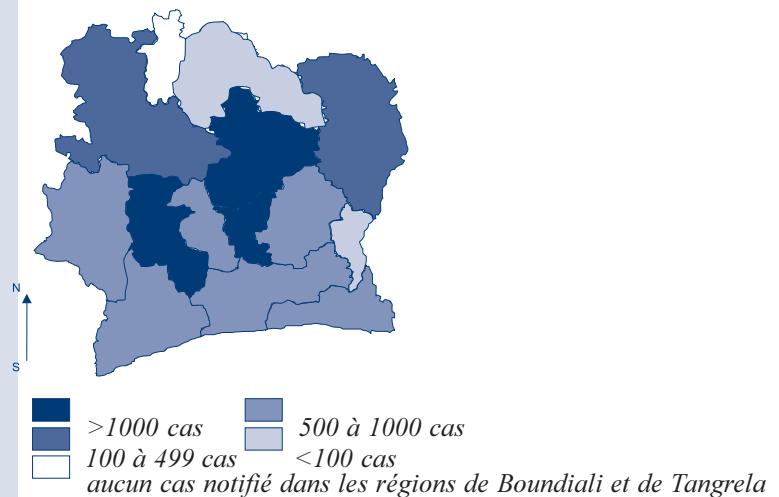 N
S
>1000 cas
500 à 1000 cas
100 à 499 cas
<100 cas
aucun cas notifié dans les régions de Boundiali et de Tangrela